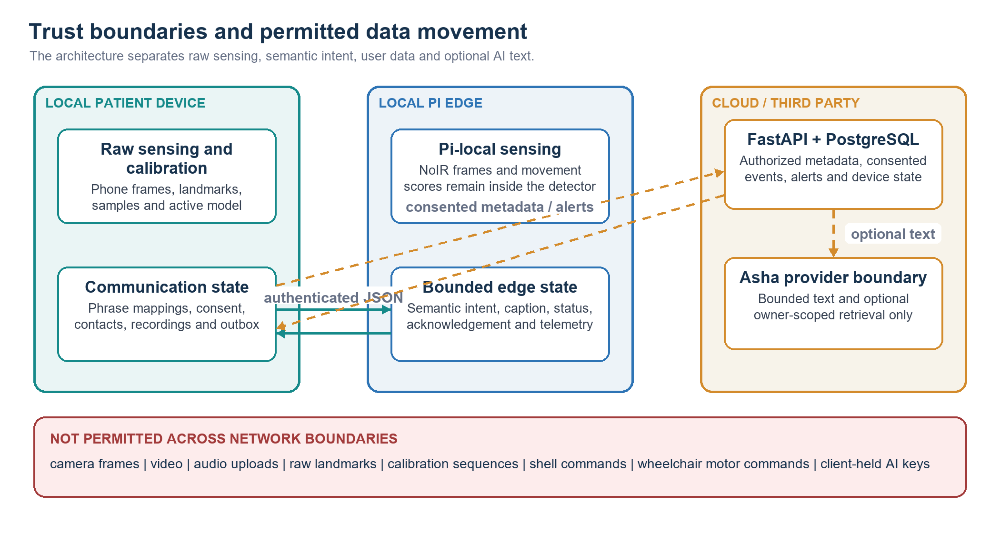 Trust boundaries and permitted data movement
The architecture separates raw sensing, semantic intent, user data and optional AI text.
LOCAL PATIENT DEVICE
Raw sensing and
calibration
Phone frames, landmarks,
samples and active model
Communication state
Phrase mappings, consent,
contacts, recordings and outbox
authenticated JSON
LOCAL PI EDGE
Pi-local sensing
NoIR frames and movement
scores remain inside the detector
consented metadata / alerts
Bounded edge state
Semantic intent, caption, status,
acknowledgement and telemetry
CLOUD / THIRD PARTY
FastAPI + PostgreSQL
Authorized metadata, consented
events, alerts and device state
optional text
Asha provider boundary
Bounded text and optional
owner-scoped retrieval only
NOT PERMITTED ACROSS NETWORK BOUNDARIES
camera frames | video | audio uploads | raw landmarks | calibration sequences | shell commands | wheelchair motor commands | client-held AI keys